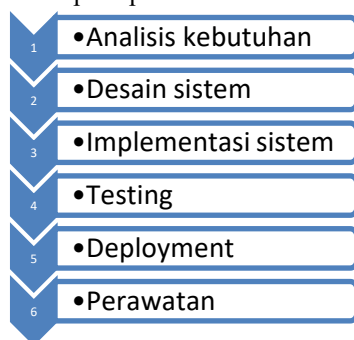 1
•Analisis kebutuhan
2
•Desain sistem
3
•Implementasi sistem
4
•Testing
5
•Deployment
6
•Perawatan